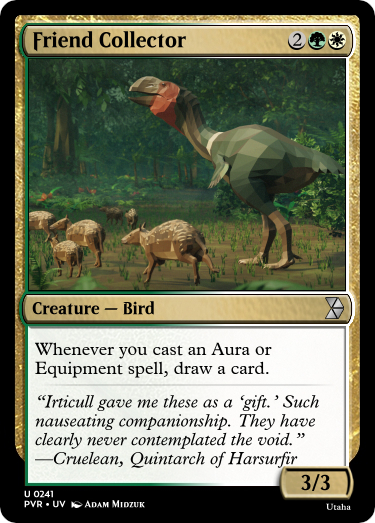 Friend Collector 2
Creature — Bird
Whenever you cast an Aura or
Equipment spell, draw a card.
“Irticull gave me these as a ‘gift.’ Such
nauseating companionship. They have
clearly never contemplated the void.”
—Cruelean, Quintarch of Harsurfir
3/3
U 0241
PVR • UV Adam Midzuk
Utaha